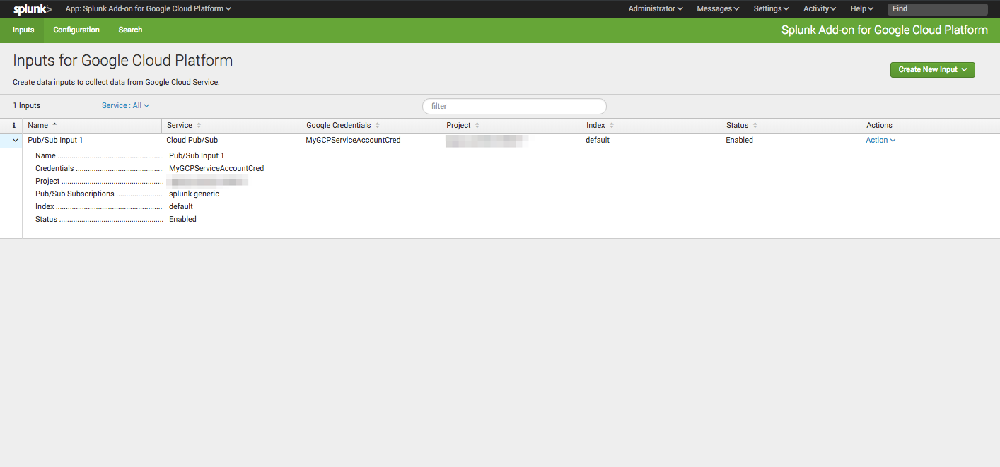 splunk> App: Splunk Add-on for Google Cloud Platform Administrator Messages Settings Activity Help Find
Inputs Configuration Search Splunk Add-on for Google Cloud Platform
Inputs for Google Cloud Platform
Create New Input
Create data inputs to collect data from Google Cloud Service.
1 Inputs Service : All filter
i Name Service Google Credentials Project Index Status Actions
Pub/Sub Input 1 Cloud Pub/Sub MyGCPServiceAccountCred default Enabled Action
Name ................................................ Pub/Sub Input 1
Credentials ........................................ MyGCPServiceAccountCred
Project ...............................................
Pub/Sub Subscriptions ...................... splunk-generic
Index .................................................. default
Status ................................................. Enabled